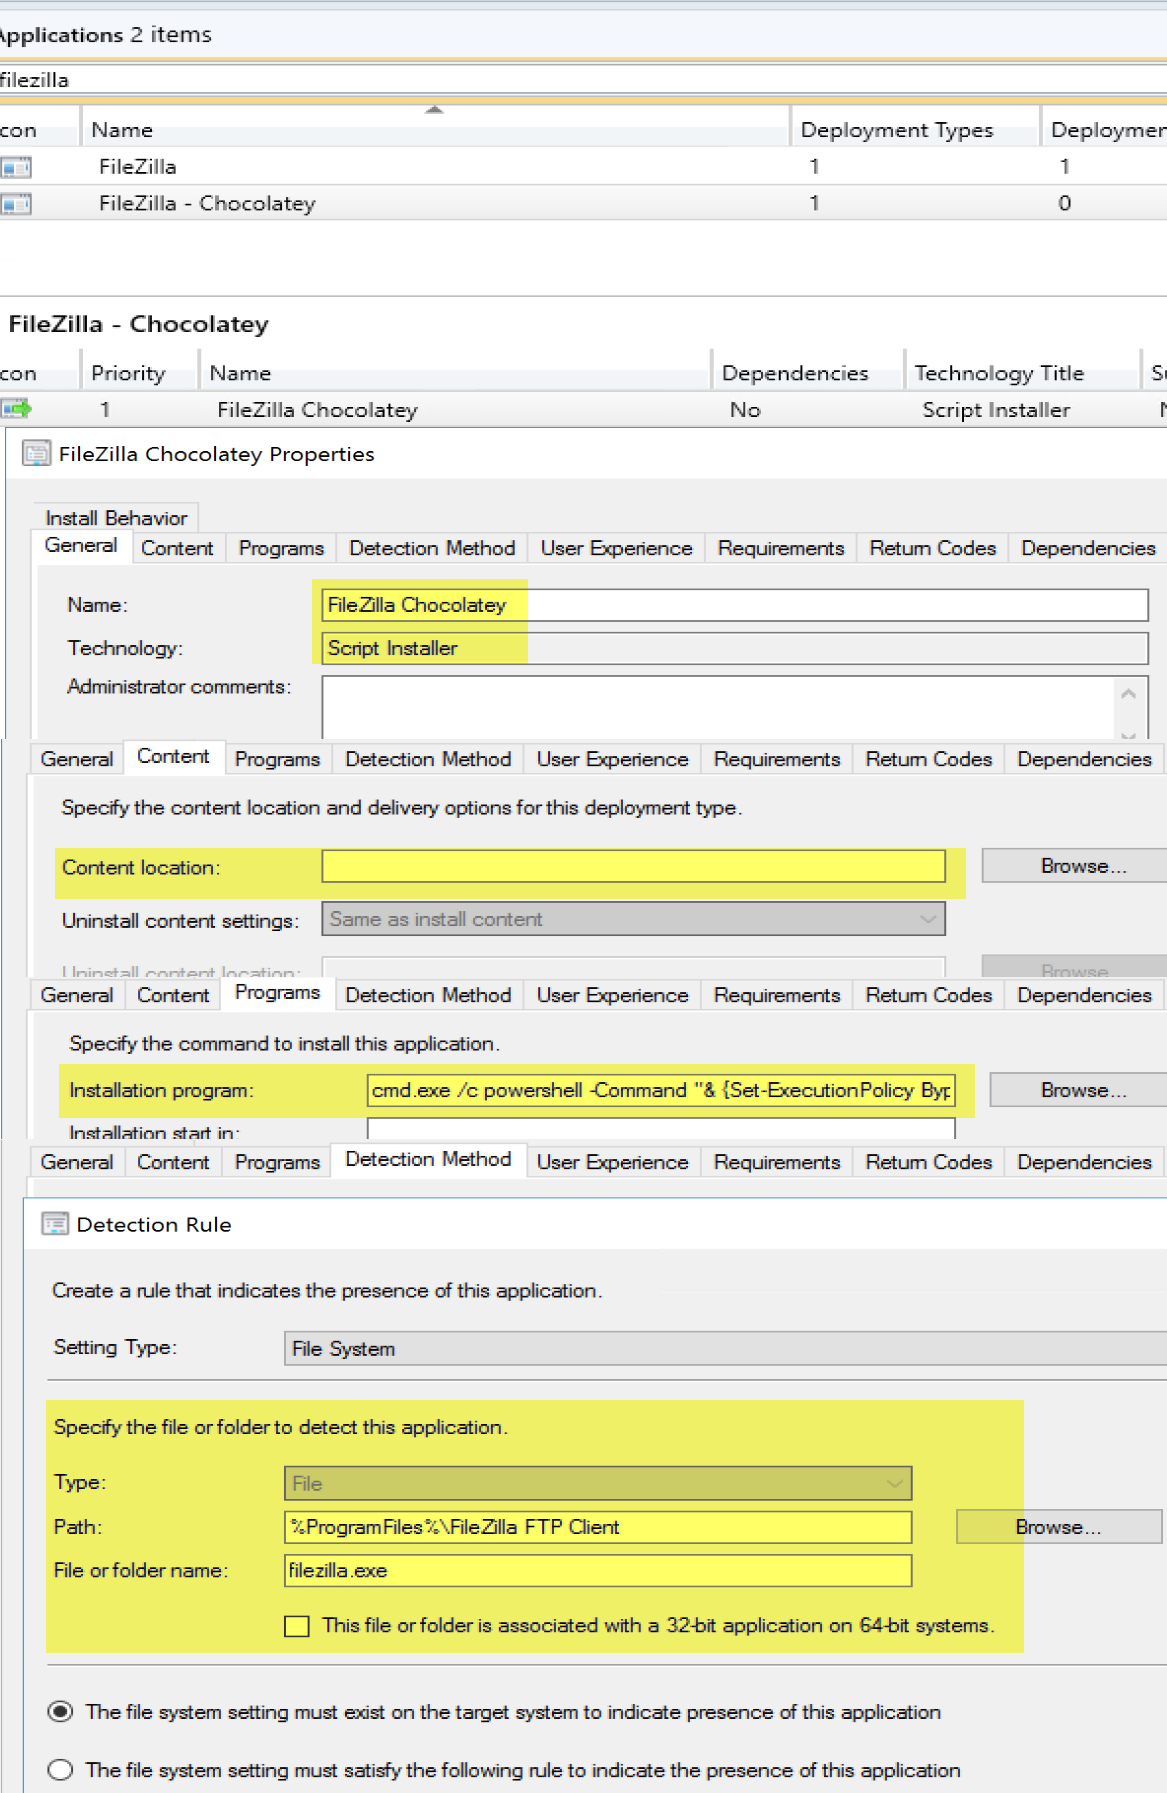 Applications 2 items
filezilla
con Name Deployment Types Deploymen
FileZilla 1 1
FileZilla - Chocolatey 1 0
FileZilla - Chocolatey
con Priority Name Dependencies Technology Title Su
1 FileZilla Chocolatey No Script Installer N
FileZilla Chocolatey Properties
Install Behavior
General Content Programs Detection Method User Experience Requirements Return Codes Dependencies
Name: FileZilla Chocolatey
Technology: Script Installer
Administrator comments:
General Content Programs Detection Method User Experience Requirements Return Codes Dependencies
Specify the content location and delivery options for this deployment type.
Content location: Browse...
Uninstall content settings: Same as install content
Uninstall content location: Browse
General Content Programs Detection Method User Experience Requirements Return Codes Dependencies
Specify the command to install this application.
Installation program: cmd.exe /c powershell -Command "& {Set-ExecutionPolicy Byp Browse...
Installation start in:
General Content Programs Detection Method User Experience Requirements Return Codes Dependencies
Detection Rule
Create a rule that indicates the presence of this application.
Setting Type: File System
Specify the file or folder to detect this application.
Type: File
Path: %ProgramFiles%\FileZilla FTP Client Browse...
File or folder name: filezilla.exe
This file or folder is associated with a 32-bit application on 64-bit systems.
The file system setting must exist on the target system to indicate presence of this application
The file system setting must satisfy the following rule to indicate the presence of this application